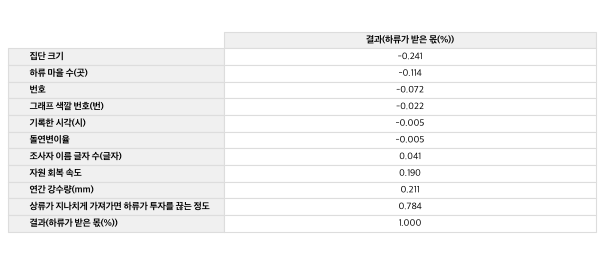 결과(하류가 받은 몫(%))
집단 크기 -0.241
하류 마을 수(곳) -0.114
번호 -0.072
그래프 색깔 번호(번) -0.022
기록한 시각(시) -0.005
돌연변이율 -0.005
조사자 이름 글자 수(글자) 0.041
자원 회복 속도 0.190
연간 강수량(mm) 0.211
상류가 지나치게 가져가면 하류가 투자를 끊는 정도 0.784
결과(하류가 받은 몫(%)) 1.000